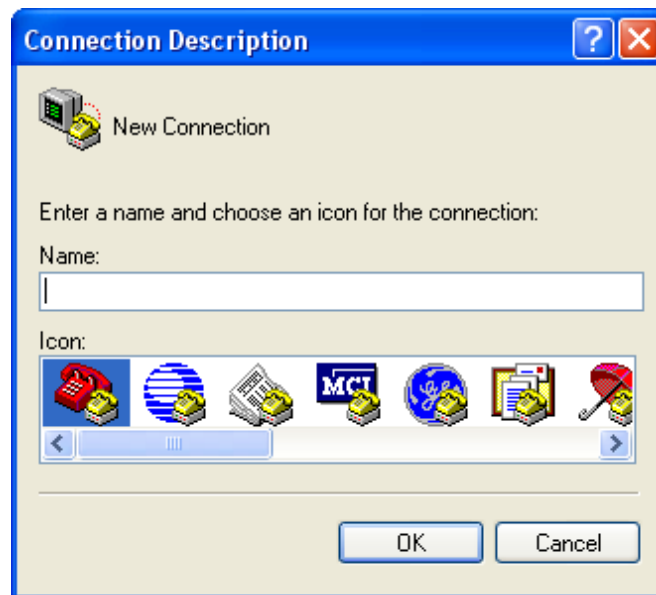 Connection Description
New Connection
Enter a name and choose an icon for the connection:
Name:
Icon:
MCI
OK
Cancel